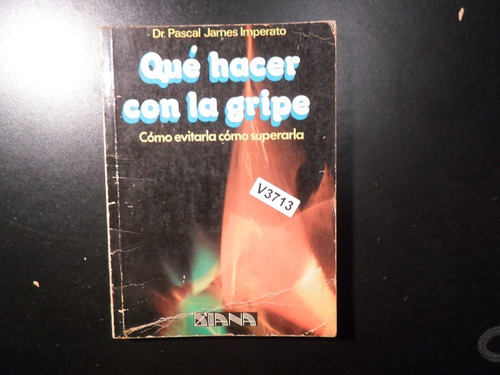 Dr. Pascal James Imperato
Qué hacer
con la gripe
Cómo evitarla cómo superarla
V3713
DIANA